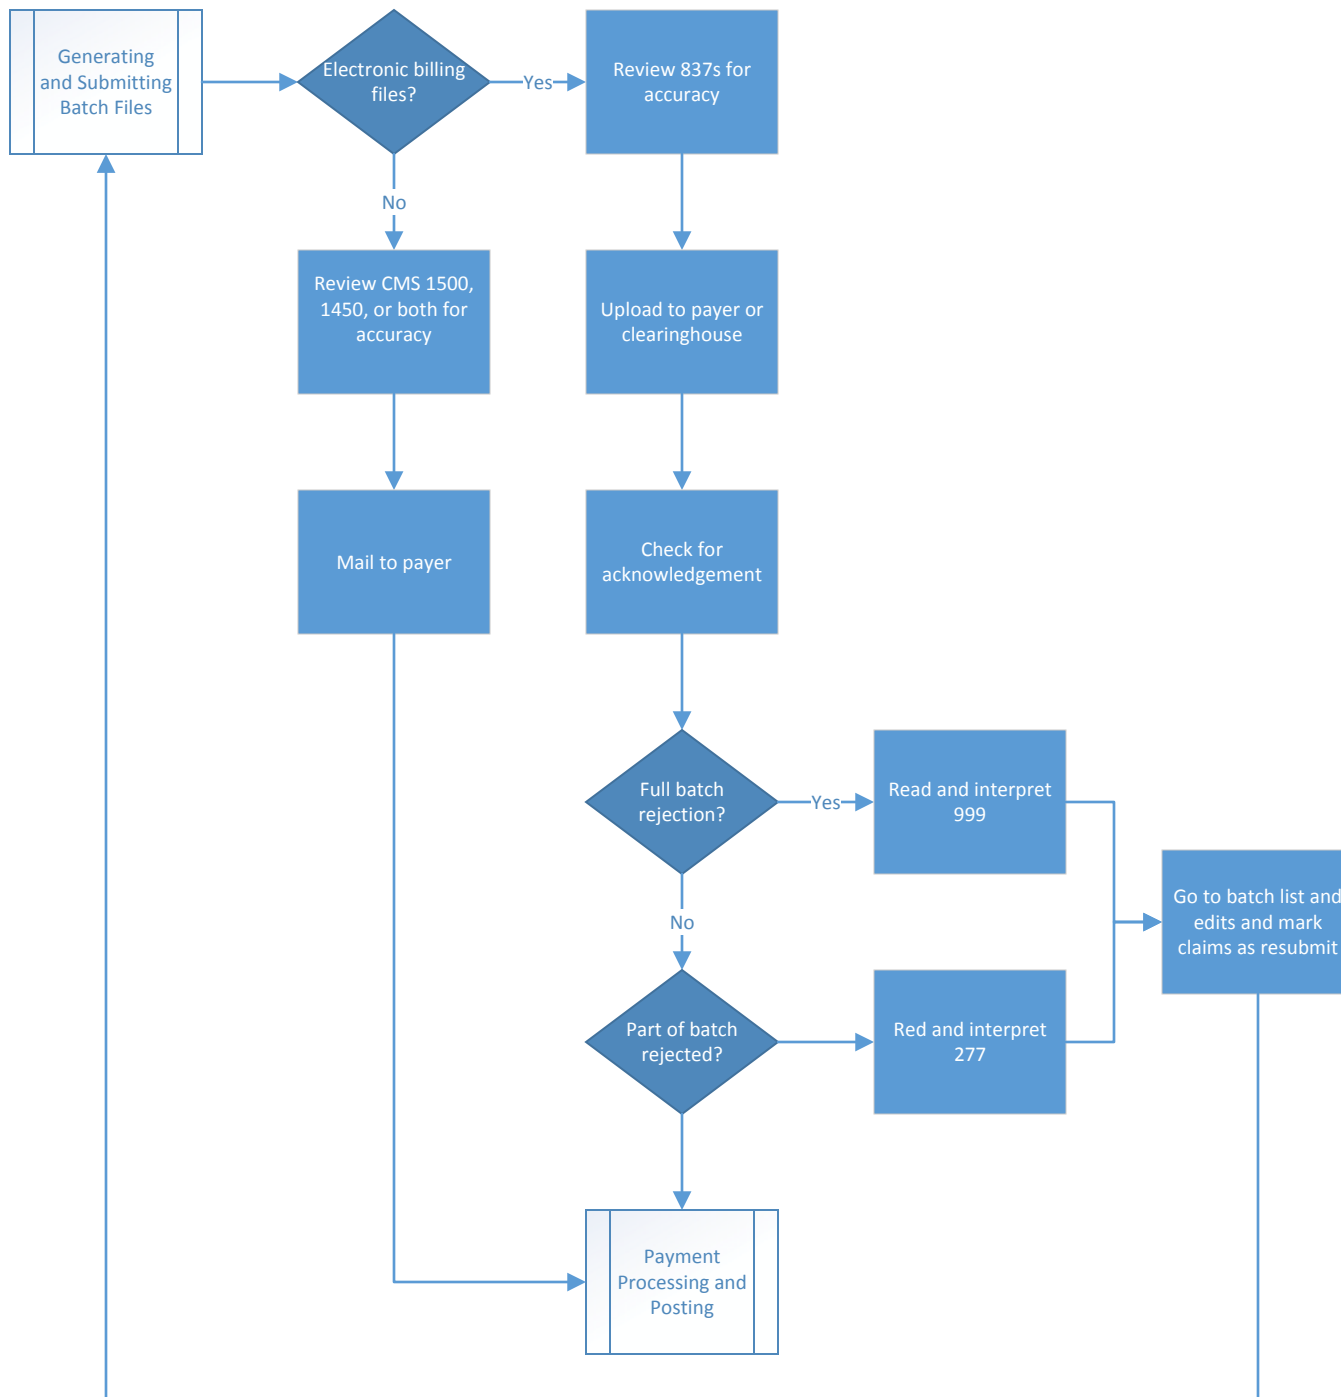 Generating
and Submitting
Batch Files
Electronic billing
files?
Yes
Review 837s for
accuracy
No
Review CMS 1500,
1450, or both for
accuracy
Upload to payer or
clearinghouse
Mail to payer
Check for
acknowledgement
Full batch
rejection?
Yes
Read and interpret
999
No
Go to batch list and
edits and mark
claims as resubmit
Part of batch
rejected?
Red and interpret
277
Payment
Processing and
Posting